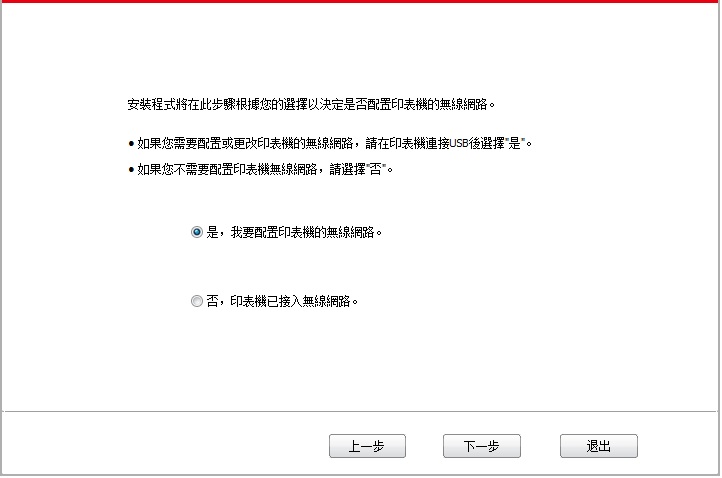 安裝程式將在此步驟根據您的選擇以決定是否配置印表機的無線網路。
• 如果您需要配置或更改印表機的無線網路，請在印表機連接USB後選擇"是"。
• 如果您不需要配置印表機無線網路，請選擇"否"。
是，我要配置印表機的無線網路。
否，印表機已接入無線網路。
上一步 下一步 退出